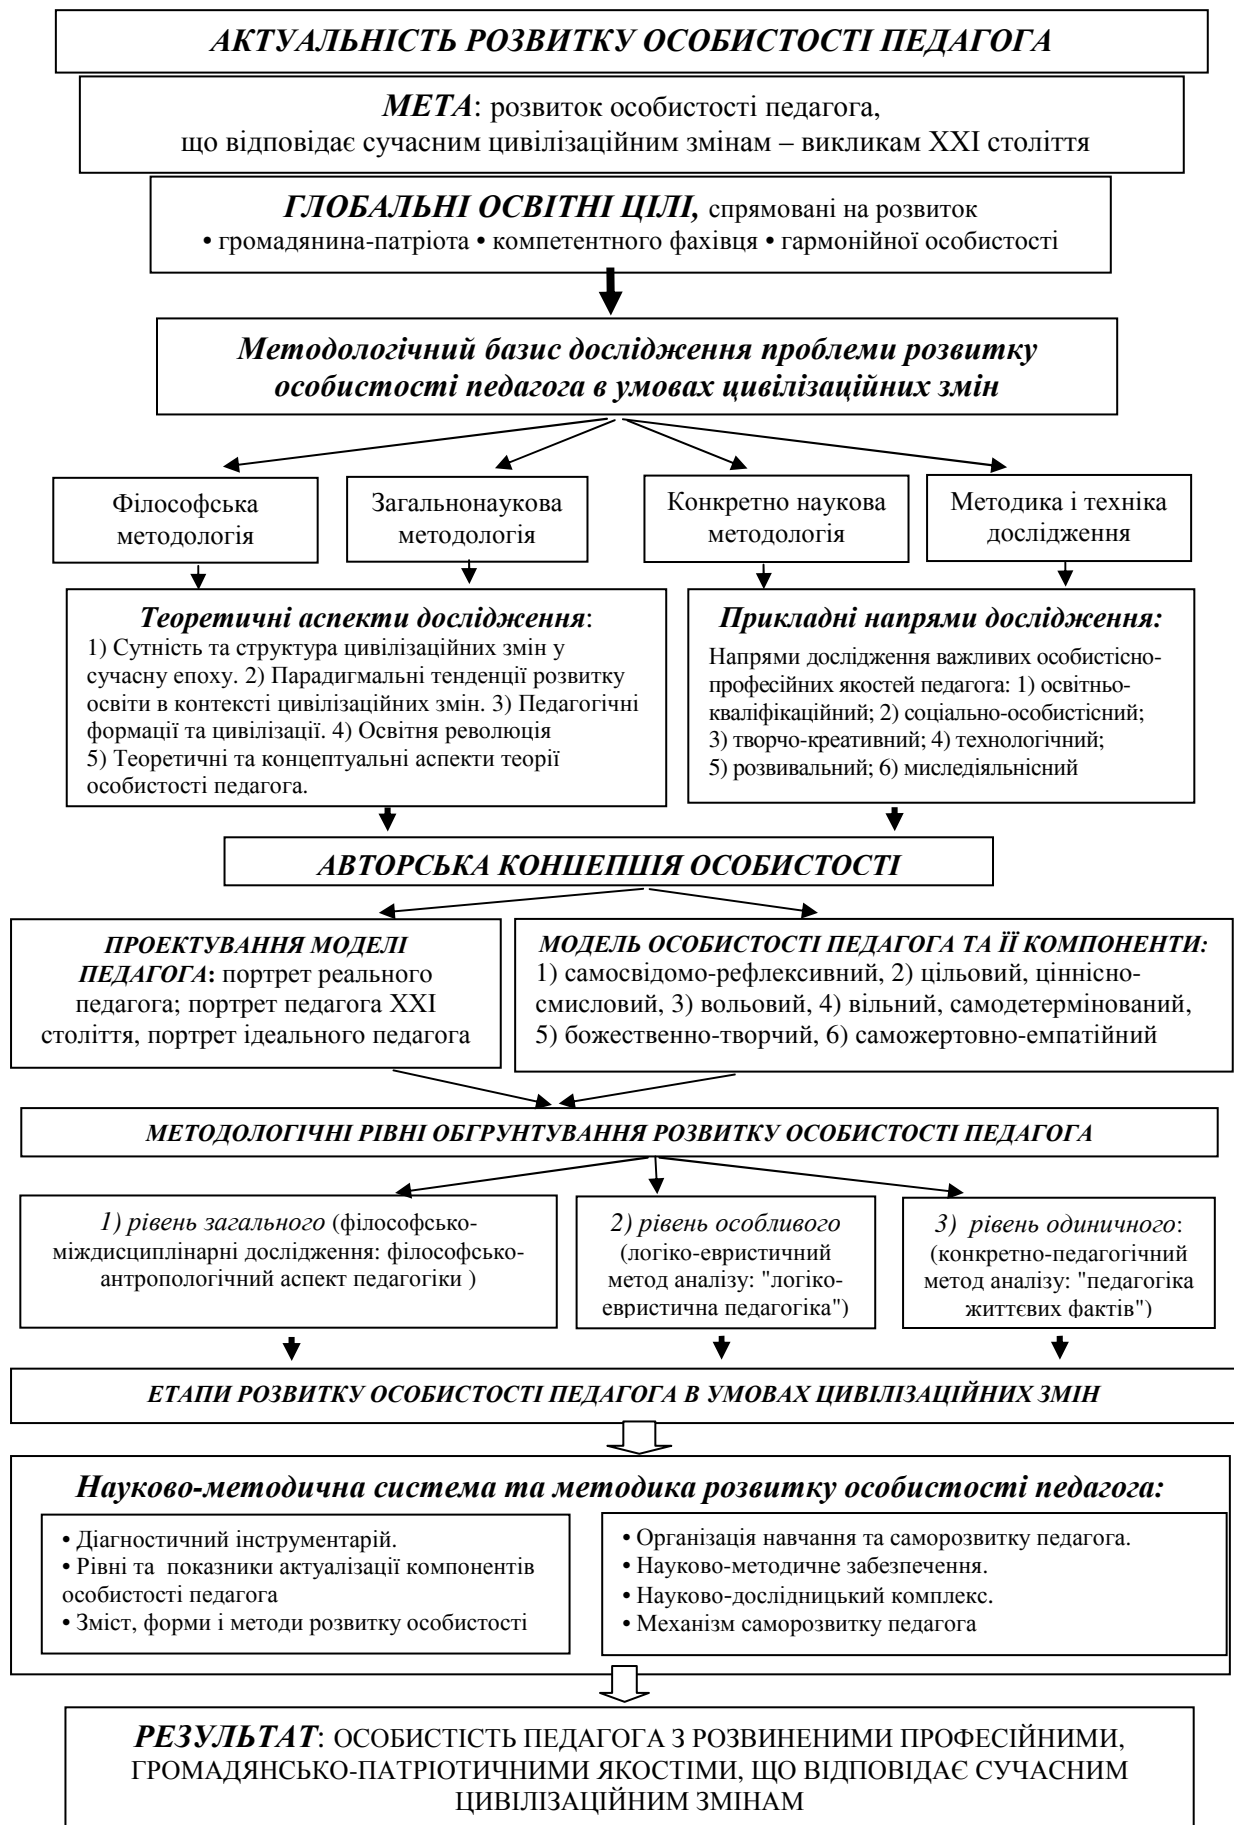 АКТУАЛЬНІСТЬ РОЗВИТКУ ОСОБИСТОСТІ ПЕДАГОГА
МЕТА: розвиток особистості педагога,
що відповідає сучасним цивілізаційним змінам – викликам ХХІ століття
ГЛОБАЛЬНІ ОСВІТНІ ЦІЛІ, спрямовані на розвиток
• громадянина-патріота • компетентного фахівця • гармонійної особистості
Методологічний базис дослідження проблеми розвитку
особистості педагога в умовах цивілізаційних змін
Філософська
методологія
Загальнонаукова
методологія
Конкретно наукова
методологія
Методика і техніка
дослідження
Теоретичні аспекти дослідження:
1) Сутність та структура цивілізаційних змін у
сучасну епоху. 2) Парадигмальні тенденції розвитку
освіти в контексті цивілізаційних змін. 3) Педагогічні
формації та цивілізації. 4) Освітня революція
5) Теоретичні та концептуальні аспекти теорії
особистості педагога.
Прикладні напрями дослідження:
Напрями дослідження важливих особистісно-
професійних якостей педагога: 1) освітньо-
кваліфікаційний; 2) соціально-особистісний;
3) творчо-креативний; 4) технологічний;
5) розвивальний; 6) миследіяльнісний
АВТОРСЬКА КОНЦЕПЦІЯ ОСОБИСТОСТІ
ПРОЕКТУВАННЯ МОДЕЛІ
ПЕДАГОГА: портрет реального
педагога; портрет педагога ХХІ
століття, портрет ідеального педагога
МОДЕЛЬ ОСОБИСТОСТІ ПЕДАГОГА ТА ЇЇ КОМПОНЕНТИ:
1) самосвідомо-рефлексивний, 2) цільовий, ціннісно-
смисловий, 3) вольовий, 4) вільний, самодетермінований,
5) божественно-творчий, 6) саможертовно-емпатійний
МЕТОДОЛОГІЧНІ РІВНІ ОБГРУНТУВАННЯ РОЗВИТКУ ОСОБИСТОСТІ ПЕДАГОГА
1) рівень загального (філософсько-
міждисциплінарні дослідження: філософсько-
антропологічний аспект педагогіки )
2) рівень особливого
(логіко-евристичний
метод аналізу: "логіко-
евристична педагогіка")
3) рівень одиничного:
(конкретно-педагогічний
метод аналізу: "педагогіка
життєвих фактів")
ЕТАПИ РОЗВИТКУ ОСОБИСТОСТІ ПЕДАГОГА В УМОВАХ ЦИВІЛІЗАЦІЙНИХ ЗМІН
Науково-методична система та методика розвитку особистості педагога:
• Діагностичний інструментарій.
• Рівні та показники актуалізації компонентів
особистості педагога
• Зміст, форми і методи розвитку особистості
• Організація навчання та саморозвитку педагога.
• Науково-методичне забезпечення.
• Науково-дослідницький комплекс.
• Механізм саморозвитку педагога
РЕЗУЛЬТАТ: ОСОБИСТІСТЬ ПЕДАГОГА З РОЗВИНЕНИМИ ПРОФЕСІЙНИМИ,
ГРОМАДЯНСЬКО-ПАТРІОТИЧНИМИ ЯКОСТІМИ, ЩО ВІДПОВІДАЄ СУЧАСНИМ
ЦИВІЛІЗАЦІЙНИМ ЗМІНАМ